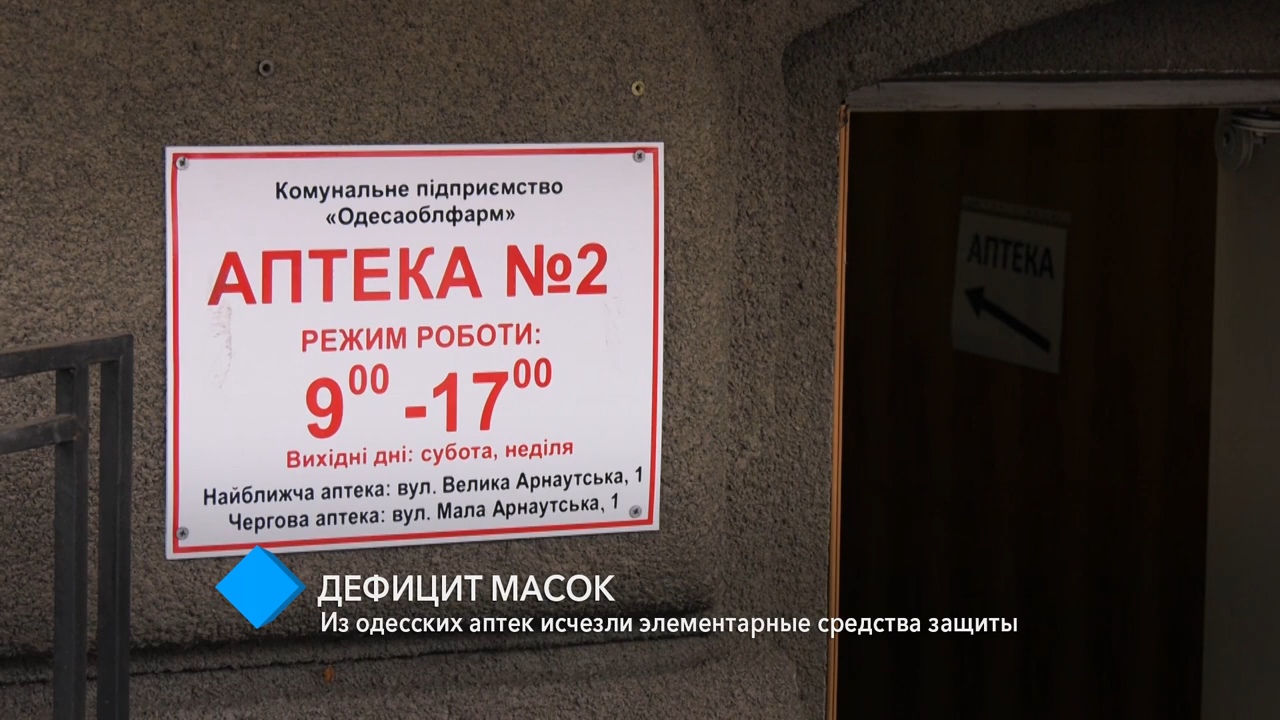 Комунальне підприємство
«Одесаоблфарм»
АПТЕКА №2
РЕЖИМ РОБОТИ:
9⁰⁰ -17⁰⁰
Вихідні дні: субота, неділя
Найближча аптека: вул. Велика Арнаутська, 1
Чергова аптека: вул. Мала Арнаутська, 1
АПТЕКА
ДЕФИЦИТ МАСОК
Из одесских аптек исчезли элементарные средства защиты